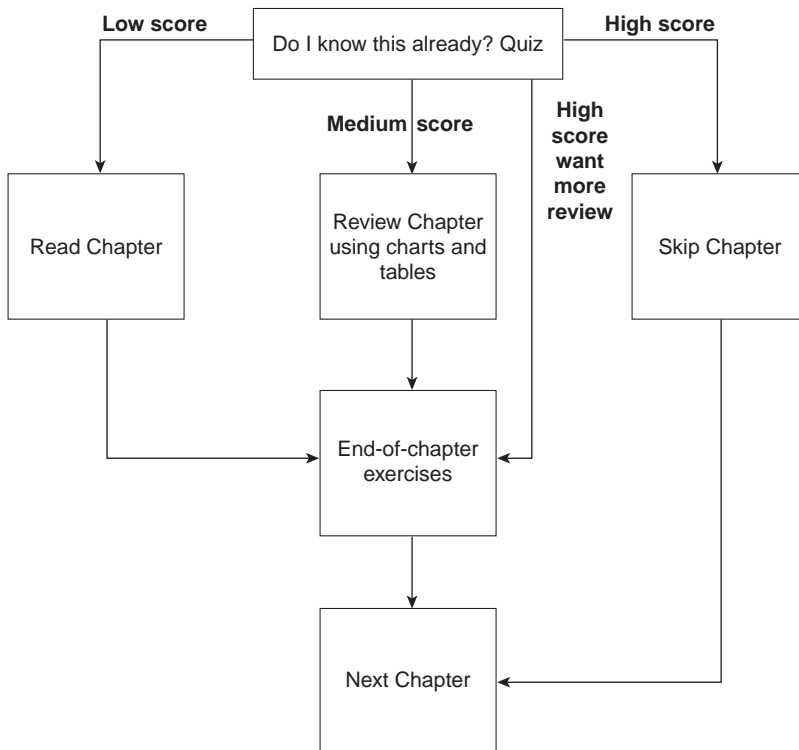 Low score
Do I know this already? Quiz
High score
Medium score
High
score
want
more
review
Read Chapter
Review Chapter
using charts and
tables
Skip Chapter
End-of-chapter
exercises
Next Chapter